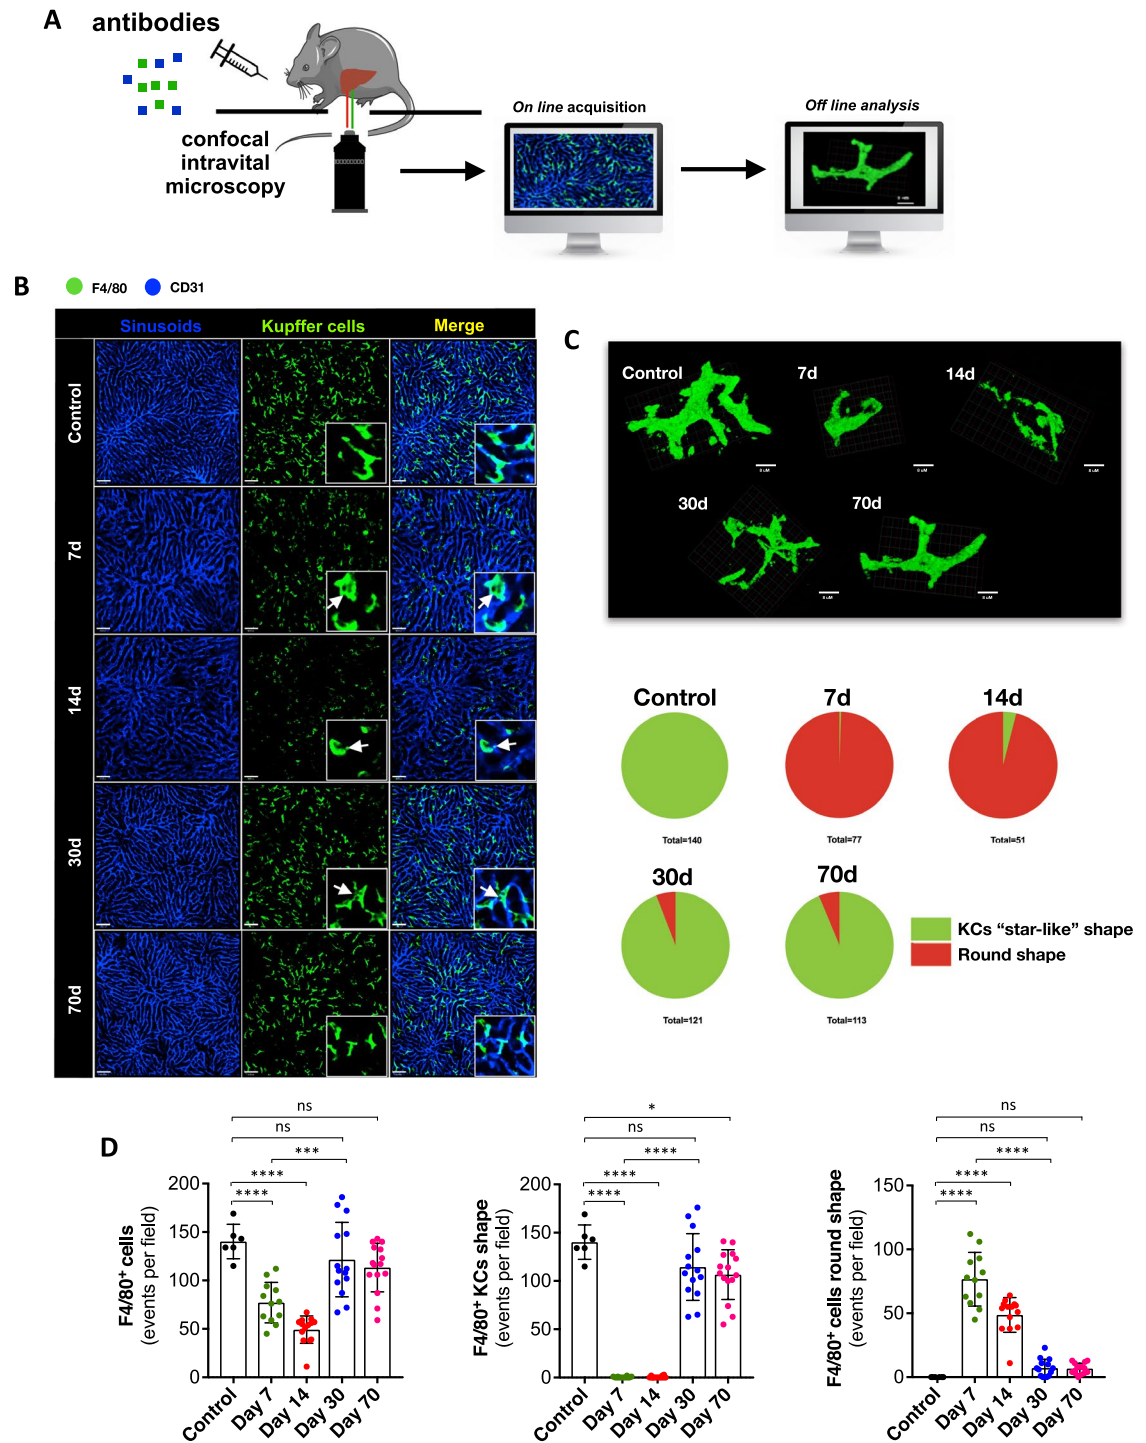 A
antibodies
confocal
intravital
microscopy
On line acquisition
Off line analysis
B
F4/80
CD31
Sinusoids
Kupffer cells
Merge
Control
7d
14d
30d
70d
C
Control
7d
14d
30d
70d
Control
7d
14d
Total=140
Total=77
Total=51
30d
70d
KCs “star-like” shape
Round shape
Total=121
Total=113
D
ns
ns
***
****
****
F4/80+ cells
(events per field)
200
150
100
50
0
Control
Day 7
Day 14
Day 30
Day 70
*
ns
****
****
****
F4/80+ KCs shape
(events per field)
200
150
100
50
0
Control
Day 7
Day 14
Day 30
Day 70
ns
ns
****
****
****
F4/80+ cells round shape
(events per field)
150
100
50
0
Control
Day 7
Day 14
Day 30
Day 70